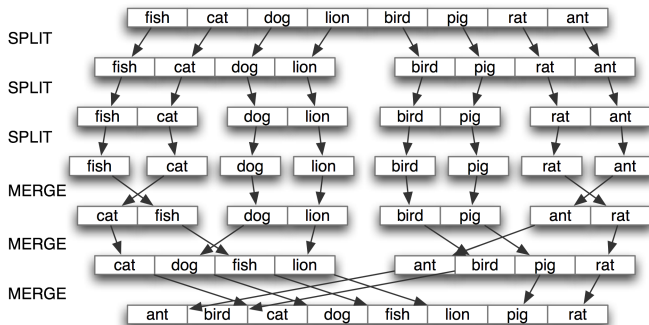 fish cat dog lion bird pig rat ant
SPLIT
fish cat dog lion bird pig rat ant
SPLIT
fish cat dog lion bird pig rat ant
SPLIT
fish cat dog lion bird pig rat ant
MERGE
cat fish dog lion bird pig ant rat
MERGE
cat dog fish lion ant bird pig rat
MERGE
ant bird cat dog fish lion pig rat